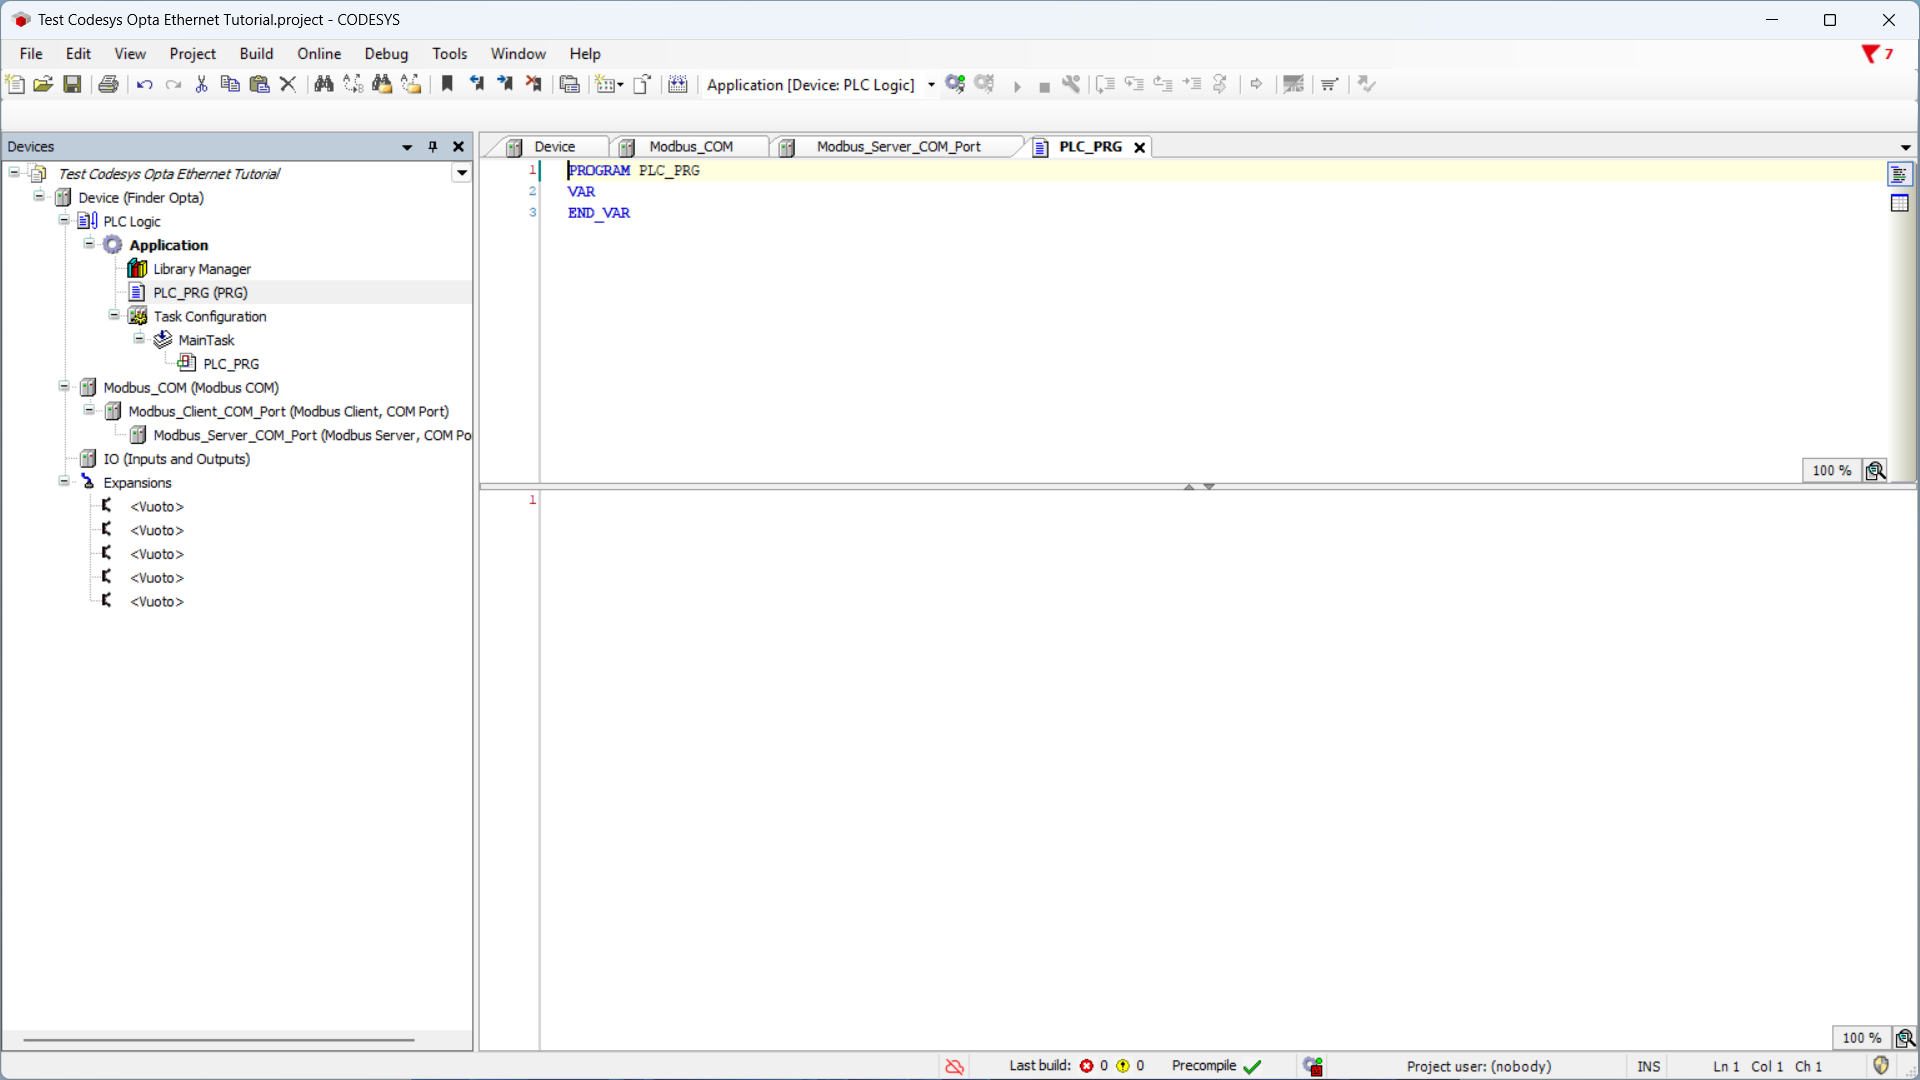 Test Codesys Opta Ethernet Tutorial.project - CODESYS
File Edit View Project Build Online Debug Tools Window Help
7
Application [Device: PLC Logic]
Devices
Test Codesys Opta Ethernet Tutorial
Device (Finder Opta)
PLC Logic
Application
Library Manager
PLC_PRG (PRG)
Task Configuration
MainTask
PLC_PRG
Modbus_COM (Modbus COM)
Modbus_Client_COM_Port (Modbus Client, COM Port)
Modbus_Server_COM_Port (Modbus Server, COM Po
IO (Inputs and Outputs)
Expansions
<Vuoto>
<Vuoto>
<Vuoto>
<Vuoto>
<Vuoto>
Device Modbus_COM Modbus_Server_COM_Port PLC_PRG
1 PROGRAM PLC_PRG
2 VAR
3 END_VAR
100 %
1
100 %
Last build: 0 0 Precompile Project user: (nobody) INS Ln 1 Col 1 Ch 1